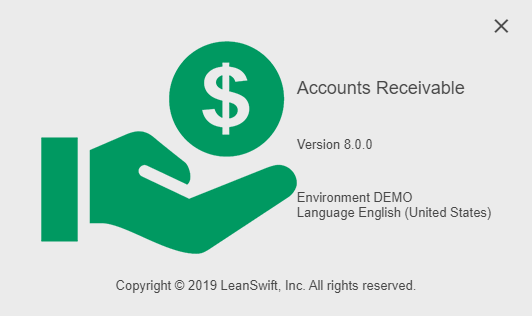 $
Accounts Receivable
Version 8.0.0
Environment DEMO
Language English (United States)
Copyright © 2019 LeanSwift, Inc. All rights reserved.